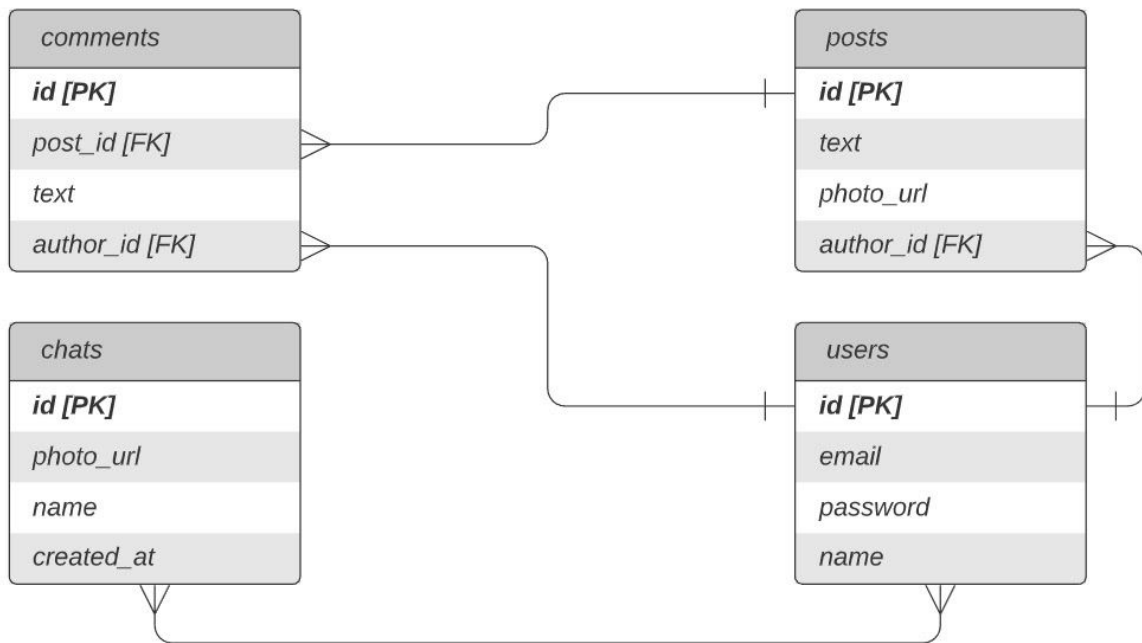 comments
id [PK]
post_id [FK]
text
author_id [FK]
posts
id [PK]
text
photo_url
author_id [FK]
chats
id [PK]
photo_url
name
created_at
users
id [PK]
email
password
name